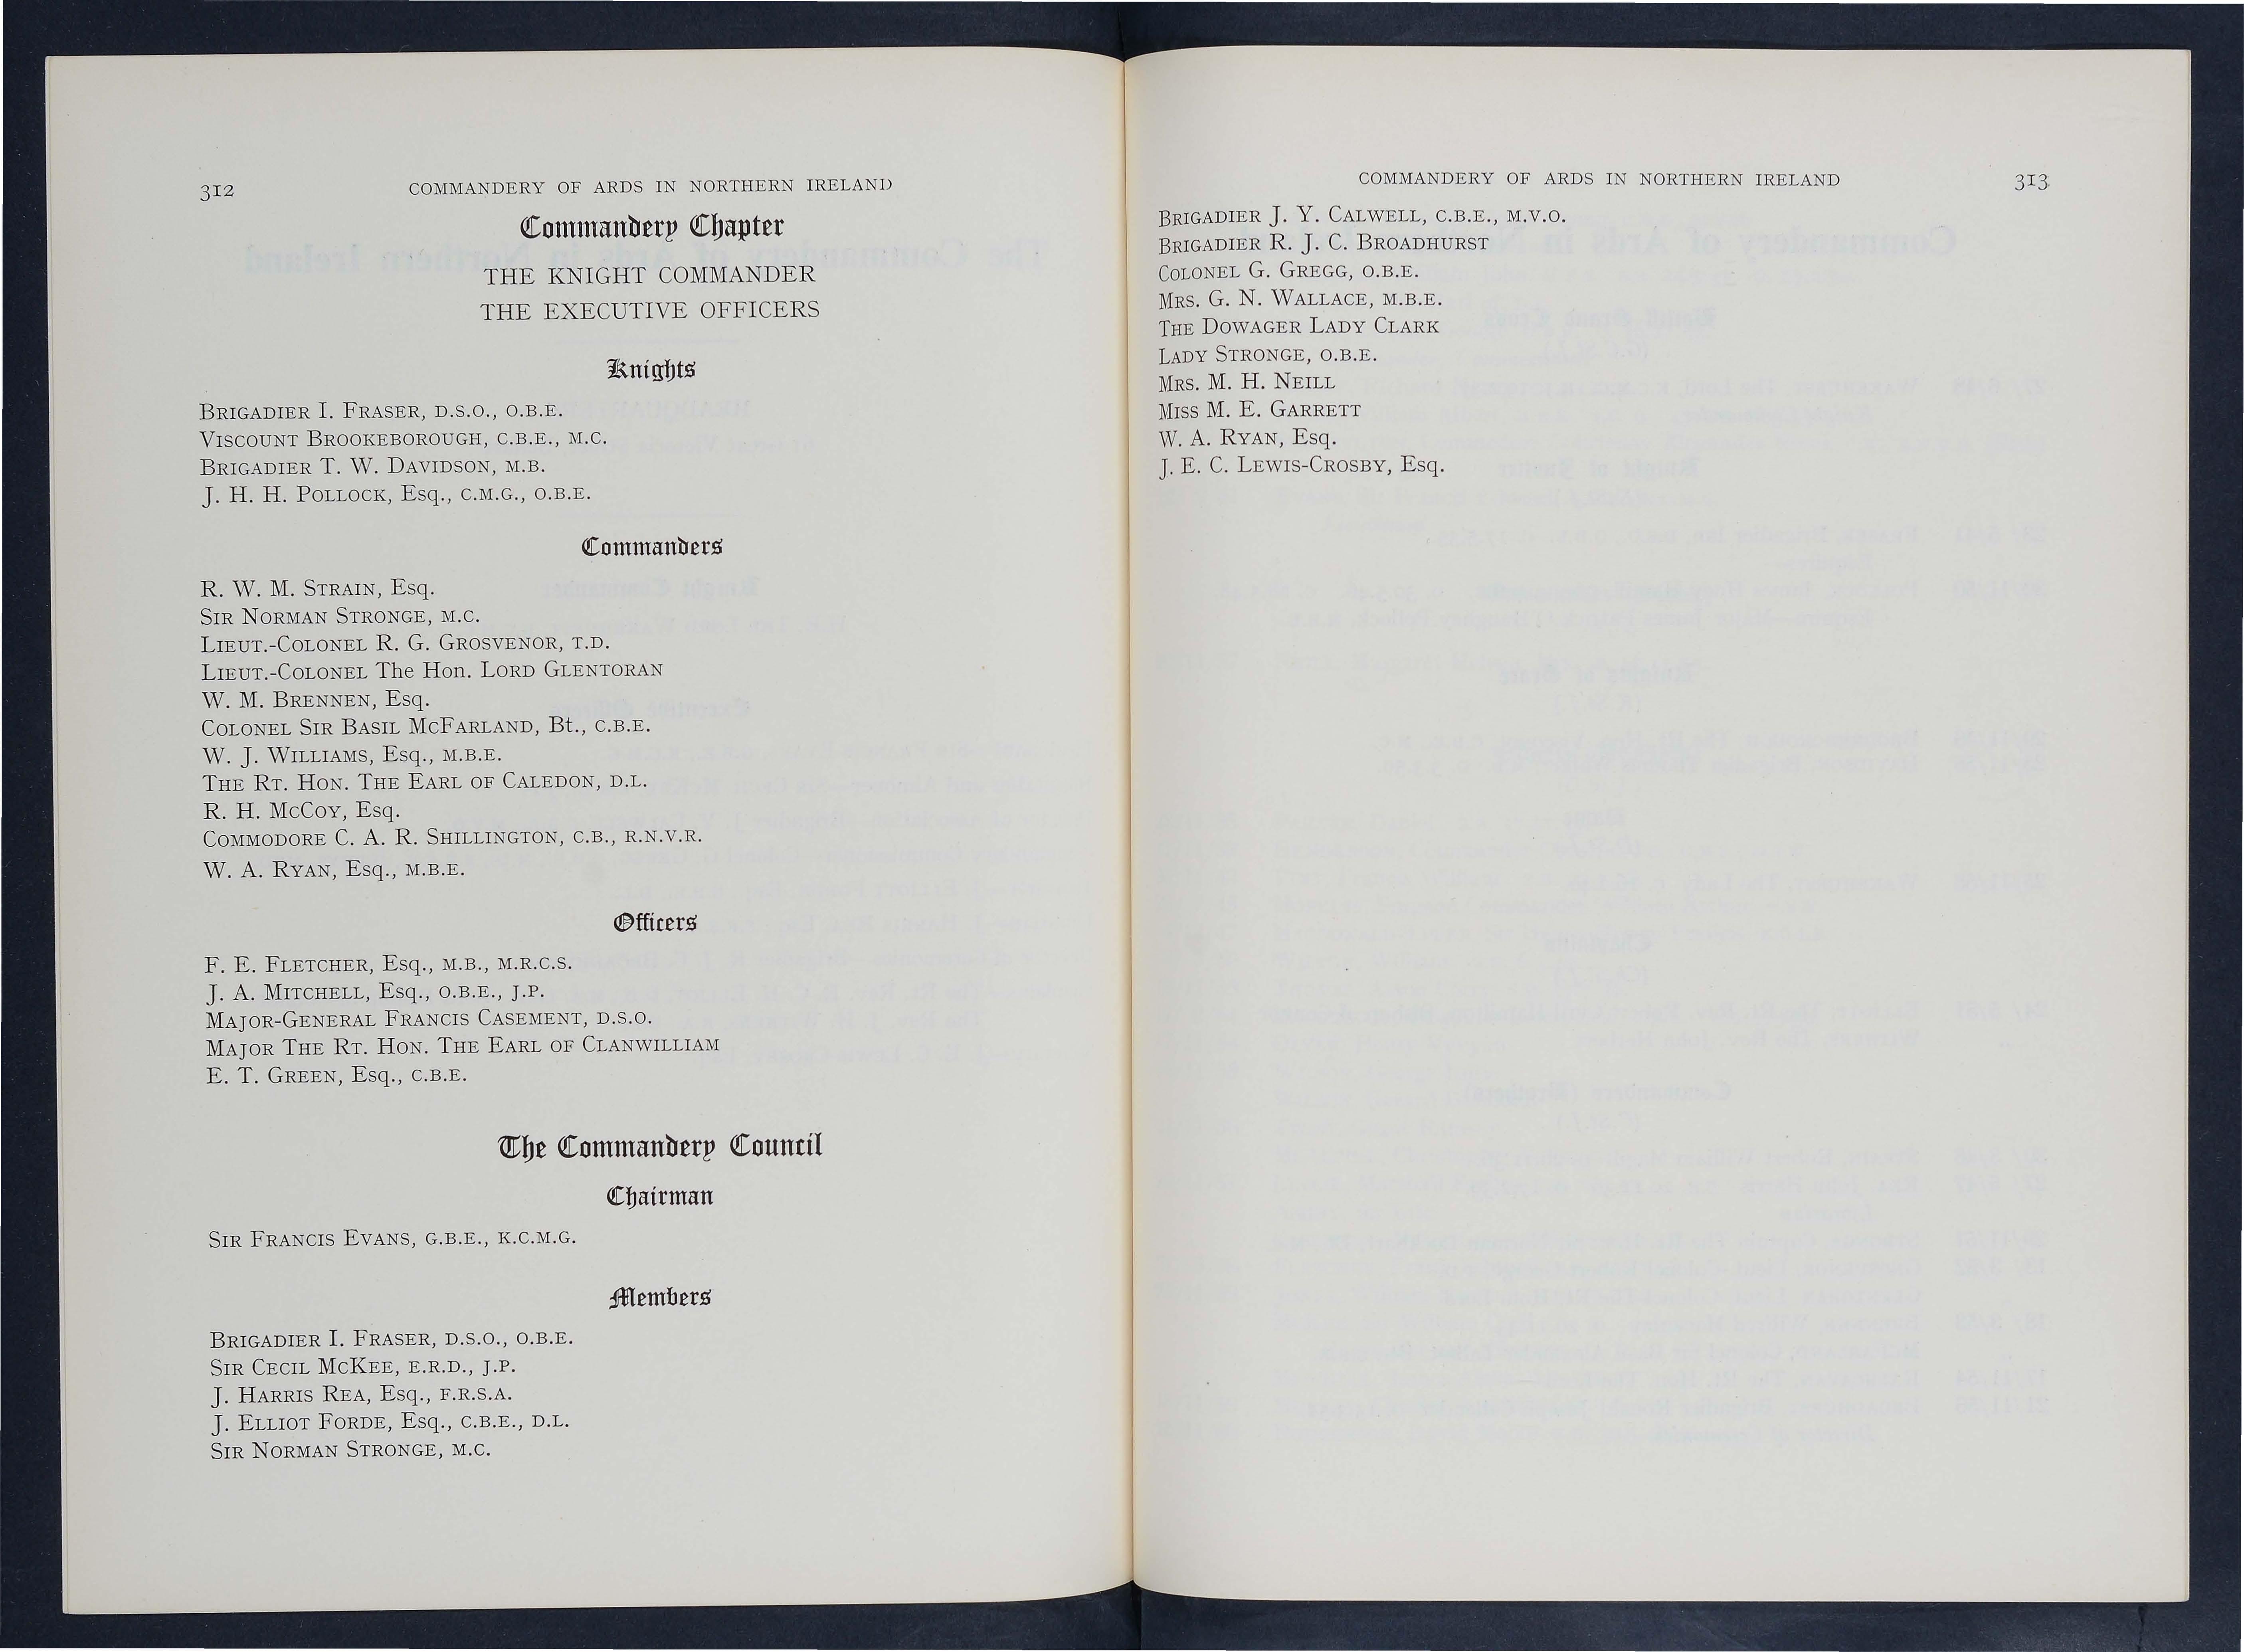 312
COMMANDERY OF ARDS IN NORTHERN IRELAND
Commandery Chapter
THE KNIGHT COMMANDER
THE EXECUTIVE OFFICERS
Knights
BRIGADIER I. FRASER, D.S.O., O.B.E.
VISCOUNT BROOKEBOROUGH, C.B.E., M.C.
BRIGADIER T. W. DAVIDSON, M.B.
J. H. H. POLLOCK, Esq., C.M.G., O.B.E.
Commanders
R. W. M. STRAIN, Esq.
SIR NORMAN STRONGE, M.C.
LIEUT.-COLONEL R. G. GROSVENOR, T.D.
LIEUT.-COLONEL The Hon. LORD GLENTORAN
W. M. BRENNEN, Esq.
COLONEL SIR BASIL MCFARLAND, Bt., C.B.E.
W. J. WILLIAMS, Esq., M.B.E.
THE RT. HON. THE EARL OF CALEDON, D.L.
R. H. MCCOY, Esq.
COMMODORE C. A. R. SHILLINGTON, C.B., R.N.V.R.
W. A. RYAN, Esq., M.B.E.
Officers
F. E. FLETCHER, Esq., M.B., M.R.C.S.
J. A. MITCHELL, Esq., O.B.E., J.P.
MAJOR-GENERAL FRANCIS CASEMENT, D.S.O.
MAJOR THE RT. HON. THE EARL OF CLANWILLIAM
E. T. GREEN, Esq., C.B.E.
The Commandery Council
Chairman
SIR FRANCIS EVANS, G.B.E., K.C.M.G.
Members
BRIGADIER I. FRASER, D.S.O., O.B.E.
SIR CECIL MCKEE, E.R.D., J.P.
J. HARRIS REA, Esq., F.R.S.A.
J. ELLIOT FORDE, Esq., C.B.E., D.L.
SIR NORMAN STRONGE, M.C.
COMMANDERY OF ARDS IN NORTHERN IRELAND
313
BRIGADIER J. Y. CALWELL, C.B.E., M.V.O.
BRIGADIER R. J. C. BROADHURST
COLONEL G. GREGG, O.B.E.
MRS. G. N. WALLACE, M.B.E.
THE DOWAGER LADY CLARK
LADY STRONGE, O.B.E.
MRS. M. H. NEILL
MISS M. E. GARRETT
W. A. RYAN, Esq.
J. E. C. LEWIS-CROSBY, Esq.